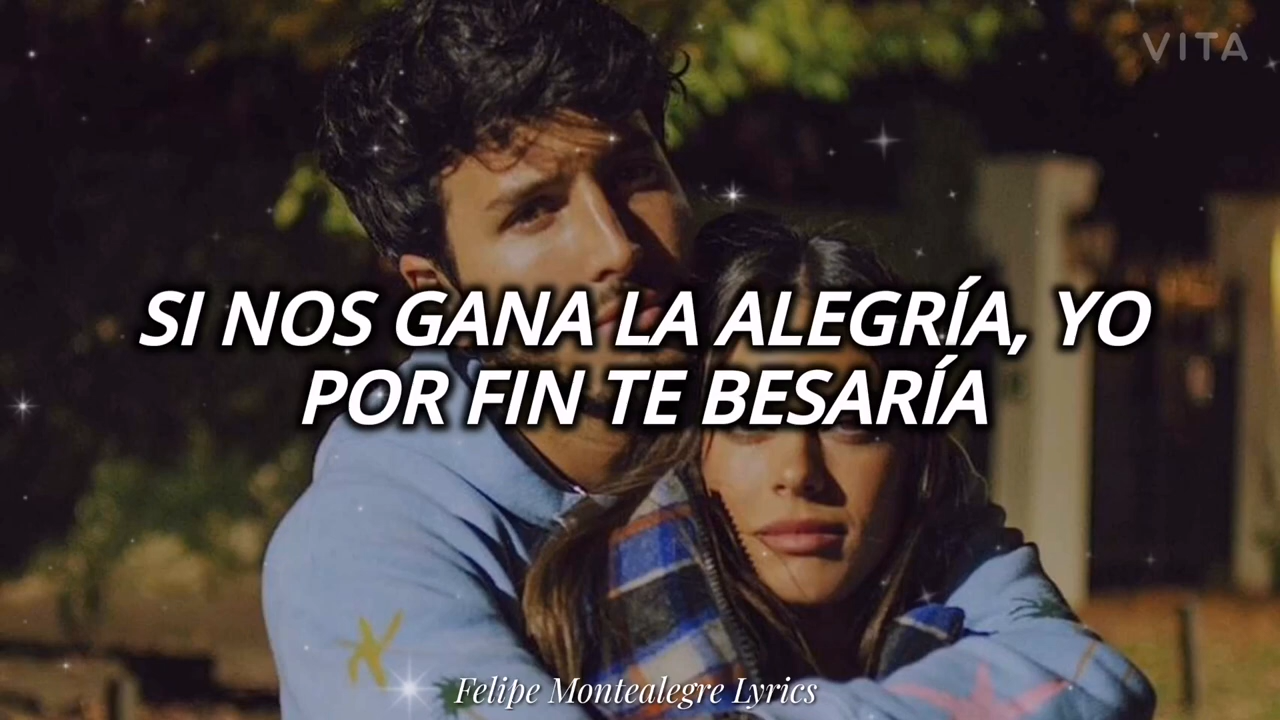 VITA
SI NOS GANA LA ALEGRÍA, YO
POR FIN TE BESARÍA
Felipe Montealegre Lyrics